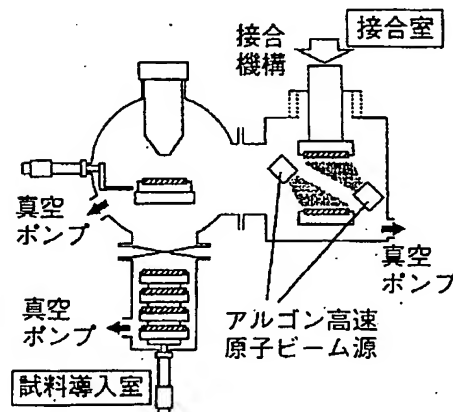 接合
機構
接合室
真空
ポンプ
真空
ポンプ
真空
ポンプ
アルゴン高速
原子ビーム源
試料導入室